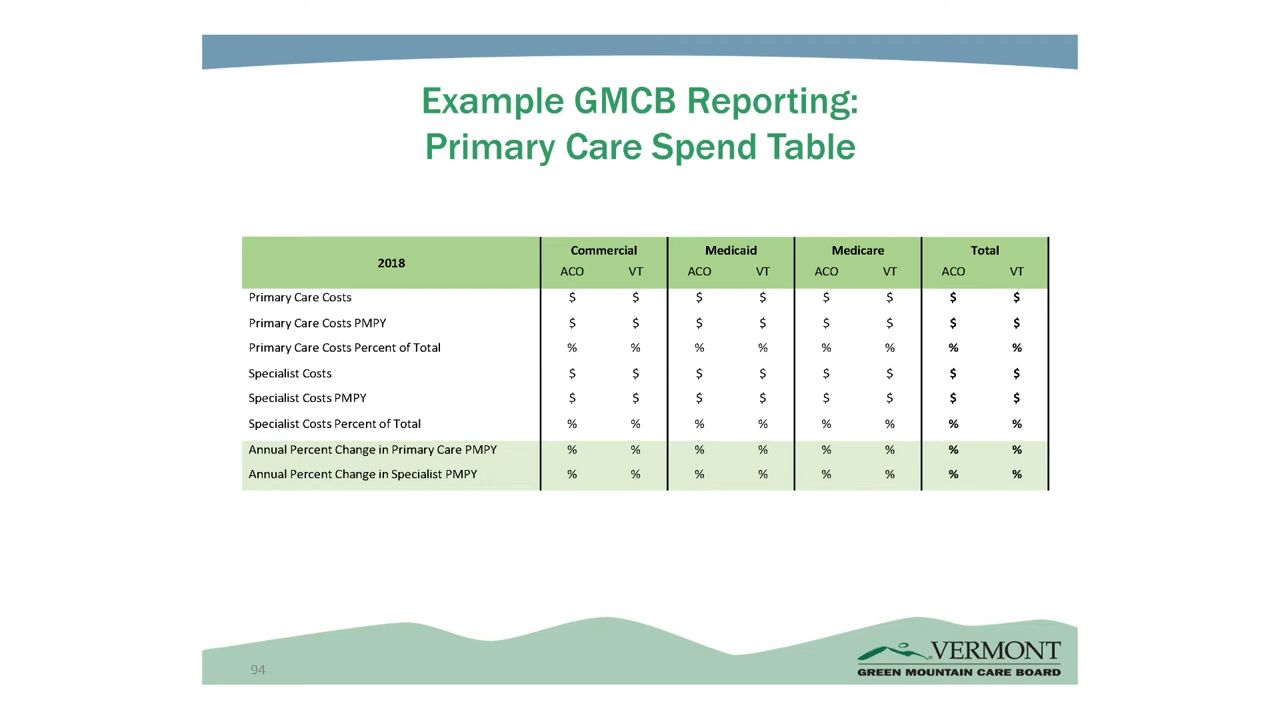 Example GMCB Reporting:
Primary Care Spend Table
2018 Commercial Medicaid Medicare Total
ACO VT ACO VT ACO VT ACO VT
Primary Care Costs $ $ $ $ $ $ $ $
Primary Care Costs PMPY $ $ $ $ $ $ $ $
Primary Care Costs Percent of Total % % % % % % % %
Specialist Costs $ $ $ $ $ $ $ $
Specialist Costs PMPY $ $ $ $ $ $ $ $
Specialist Costs Percent of Total % % % % % % % %
Annual Percent Change in Primary Care PMPY % % % % % % % %
Annual Percent Change in Specialist PMPY % % % % % % % %
94
VERMONT
GREEN MOUNTAIN CARE BOARD